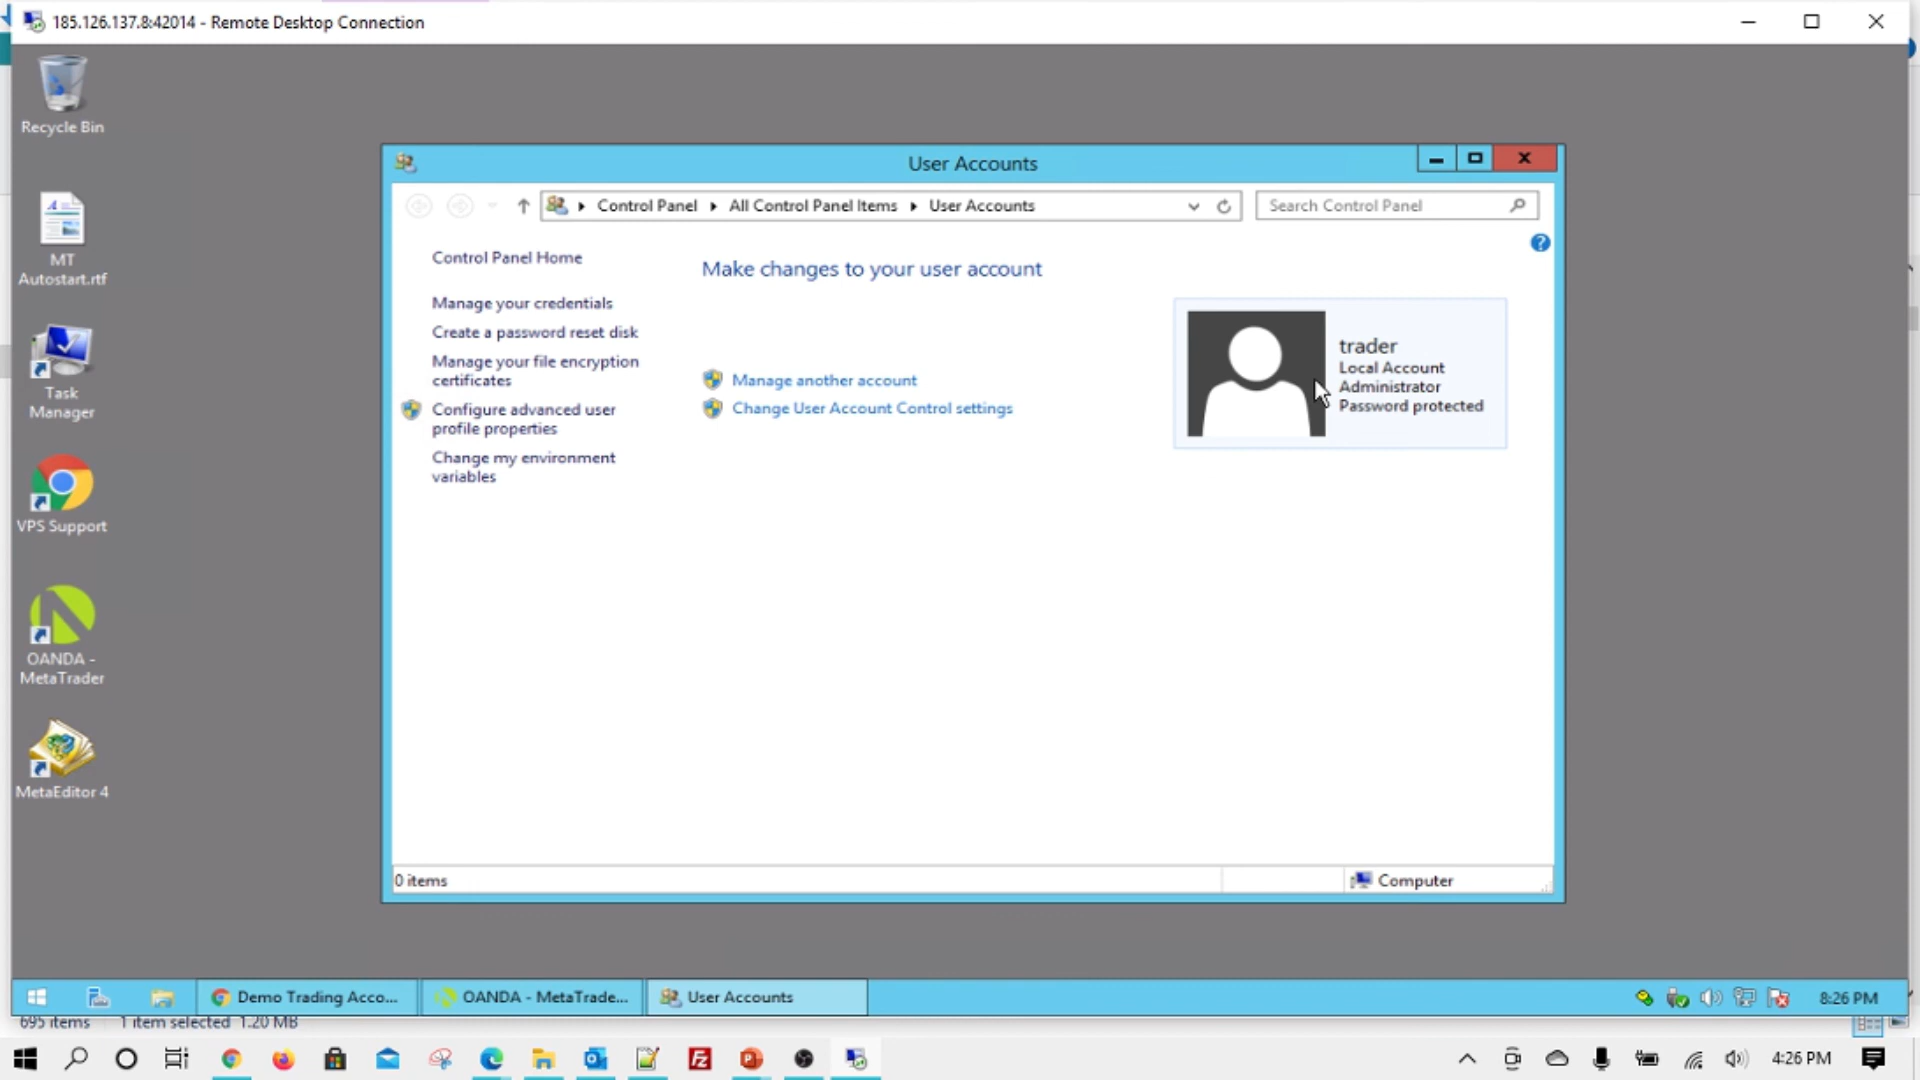 185.126.137.8:42014 - Remote Desktop Connection
Recycle Bin
MT
Autostart.rtf
Task
Manager
VPS Support
OANDA -
MetaTrader
MetaEditor 4
User Accounts
Control Panel
All Control Panel Items
User Accounts
Search Control Panel
Control Panel Home
Manage your credentials
Create a password reset disk
Manage your file encryption
certificates
Configure advanced user
profile properties
Change my environment
variables
Make changes to your user account
Manage another account
Change User Account Control settings
trader
Local Account
Administrator
Password protected
0 items
Computer
Demo Trading Acco...
OANDA - MetaTrade...
User Accounts
8:26 PM
695 items
1 item selected 1.20 MB
4:26 PM